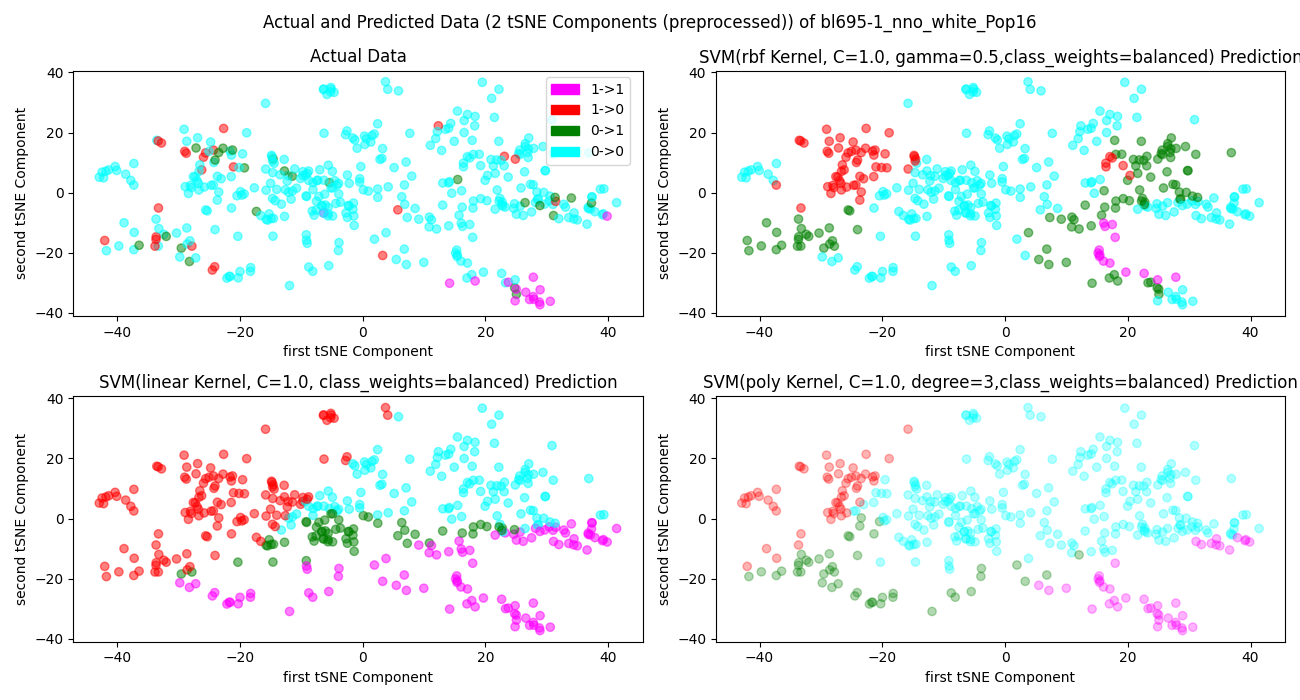 Actual and Predicted Data (2 tSNE Components (preprocessed)) of bl695-1_nno_white_Pop16
Actual Data
1->1
1->0
0->1
0->0
40
20
0
−20
−40
second tSNE Component
−40 −20 0 20 40
first tSNE Component
SVM(rbf Kernel, C=1.0, gamma=0.5,class_weights=balanced) Prediction
40
20
0
−20
−40
second tSNE Component
−40 −20 0 20 40
first tSNE Component
SVM(linear Kernel, C=1.0, class_weights=balanced) Prediction
40
20
0
−20
−40
second tSNE Component
−40 −20 0 20 40
first tSNE Component
SVM(poly Kernel, C=1.0, degree=3,class_weights=balanced) Prediction
40
20
0
−20
−40
second tSNE Component
−40 −20 0 20 40
first tSNE Component